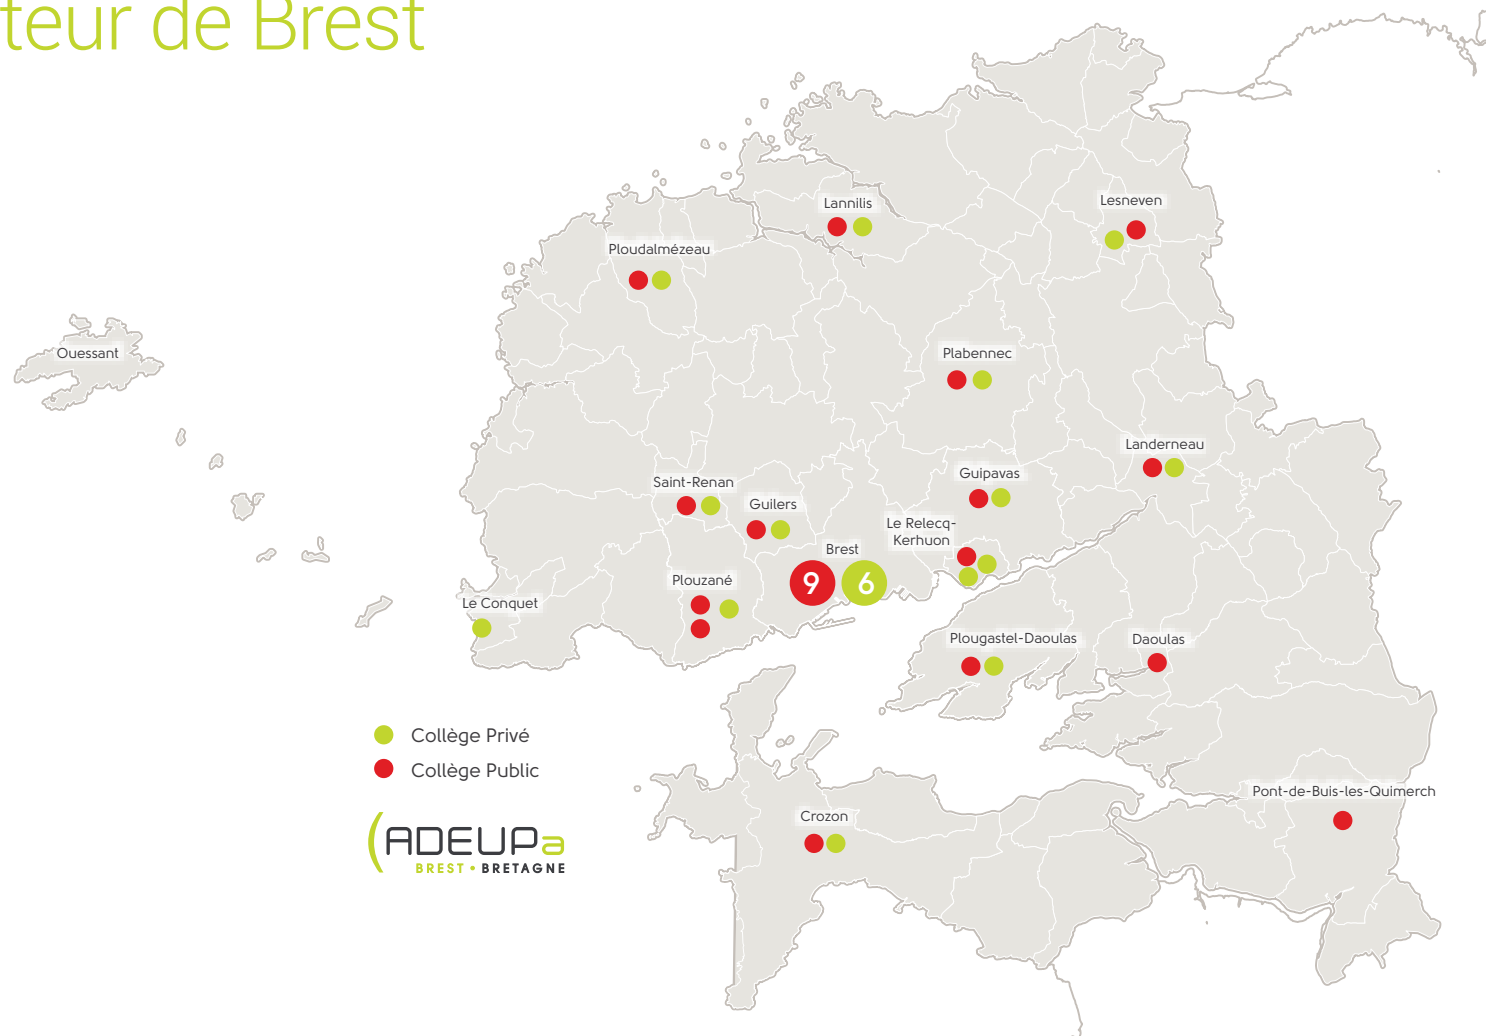 teur de Brest
Lannilis
Lesneven
Ploudalmézeau
Ouessant
Plabennec
Landerneau
Guipavas
Saint-Renan
Guilers
Le Relecq-
Kerhuon
Brest
9
6
Plouzané
Le Conquet
Plougastel-Daoulas
Daoulas
Collège Privé
Collège Public
Pont-de-Buis-les-Quimerch
Crozon
ADEUPa
BREST • BRETAGNE